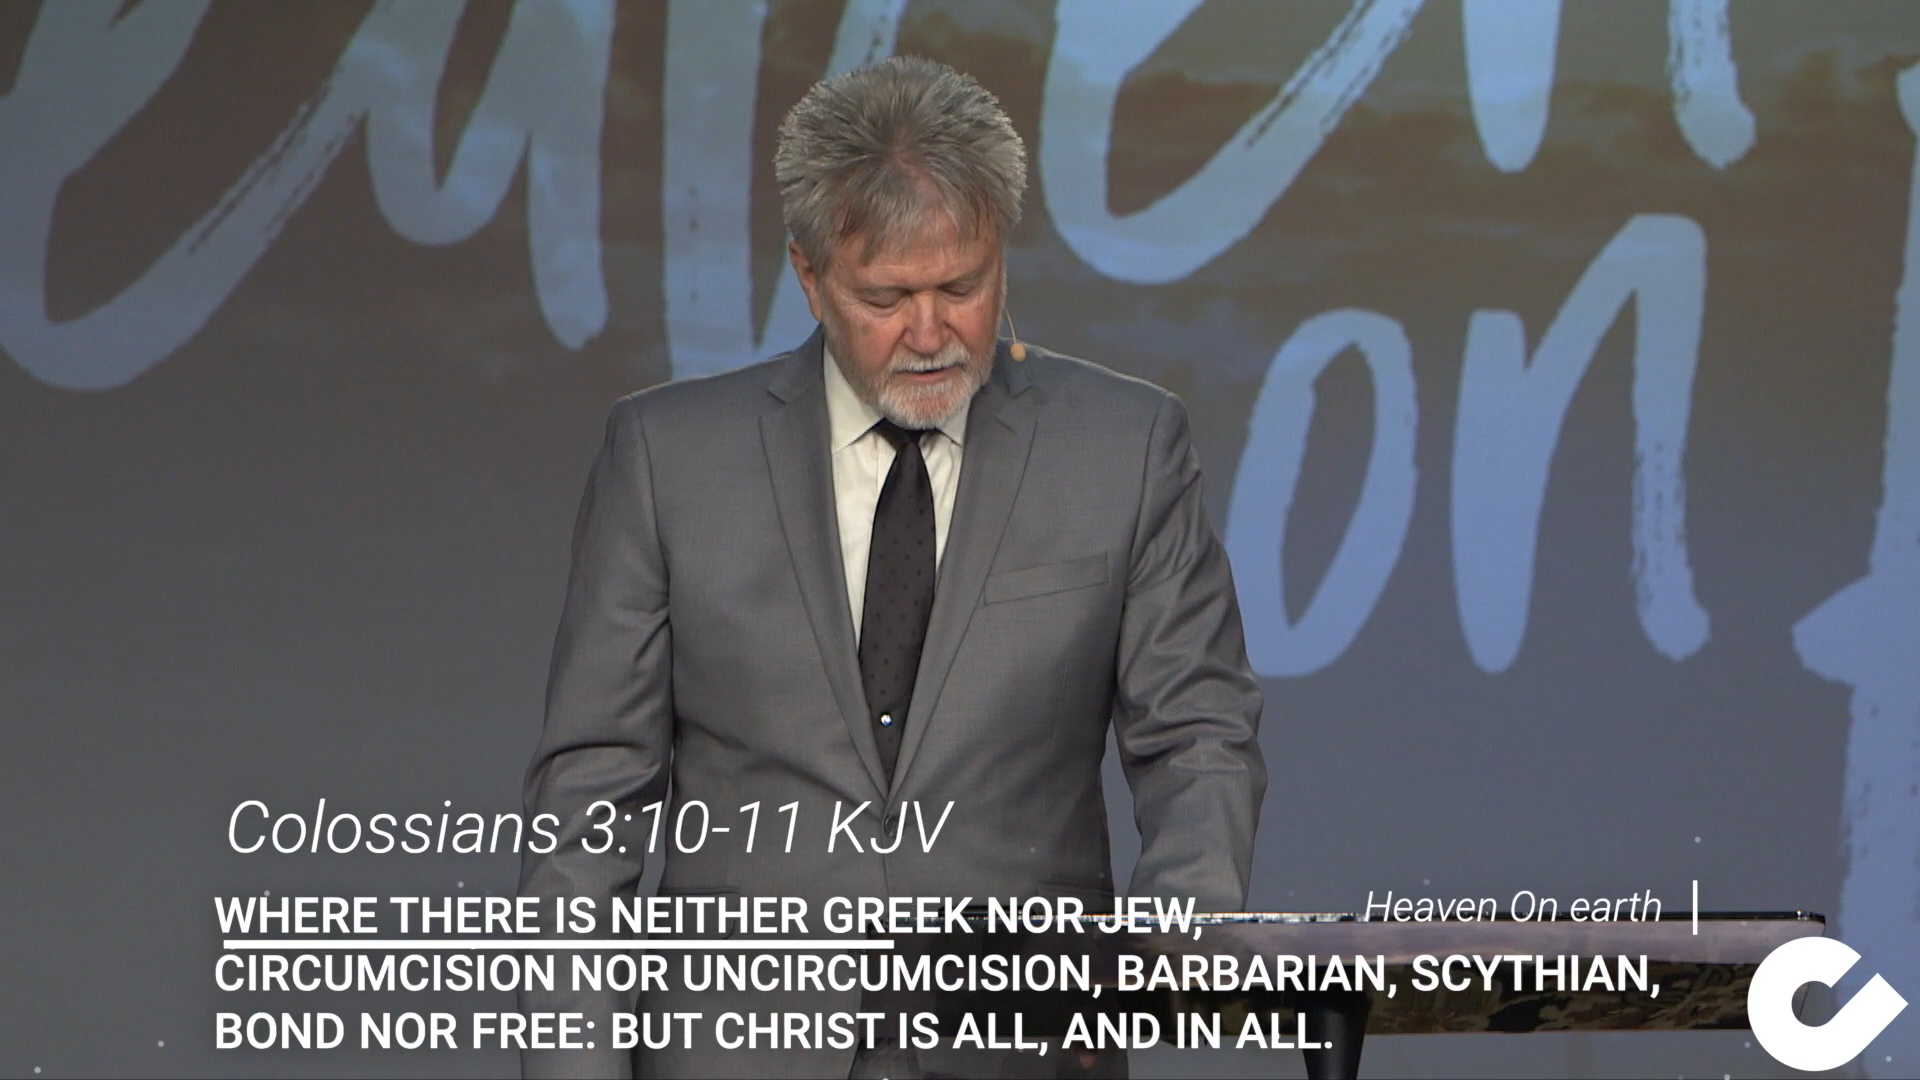 on
Colossians 3:10-11 KJV
WHERE THERE IS NEITHER GREEK NOR JEW,
CIRCUMCISION NOR UNCIRCUMCISION, BARBARIAN, SCYTHIAN,
BOND NOR FREE: BUT CHRIST IS ALL, AND IN ALL.
Heaven On earth